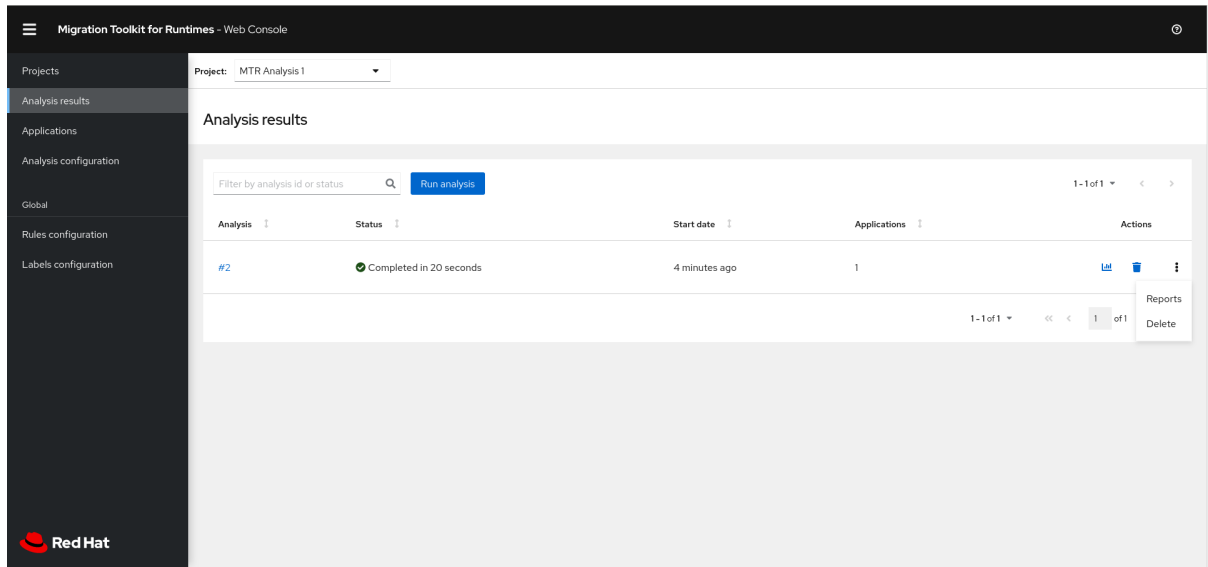 Migration Toolkit for Runtimes - Web Console
Projects
Analysis results
Applications
Analysis configuration
Global
Rules configuration
Labels configuration
Red Hat
Project: MTR Analysis 1
Analysis results
Filter by analysis id or status Run analysis 1 - 1 of 1
Analysis Status Start date Applications Actions
#2 Completed in 20 seconds 4 minutes ago 1
Reports
Delete
1 - 1 of 1 1 of 1